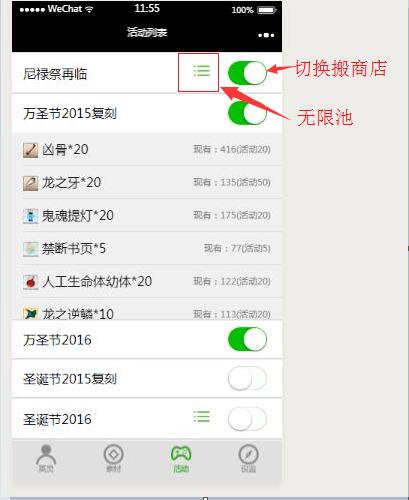 WeChat 11:55 100%
活动列表
尼禄祭再临
切换搬商店
万圣节2015复刻
无限池
凶骨*20 现有：416(活动20)
龙之牙*20 现有：135(活动50)
鬼魂提灯*20 现有：175(活动20)
禁断书页*5 现有：77(活动5)
人工生命体幼体*20 现有：122(活动20)
龙之逆鳞*10 现有：113(活动20)
万圣节2016
圣诞节2015复刻
圣诞节2016
英灵 素材 活动 设置